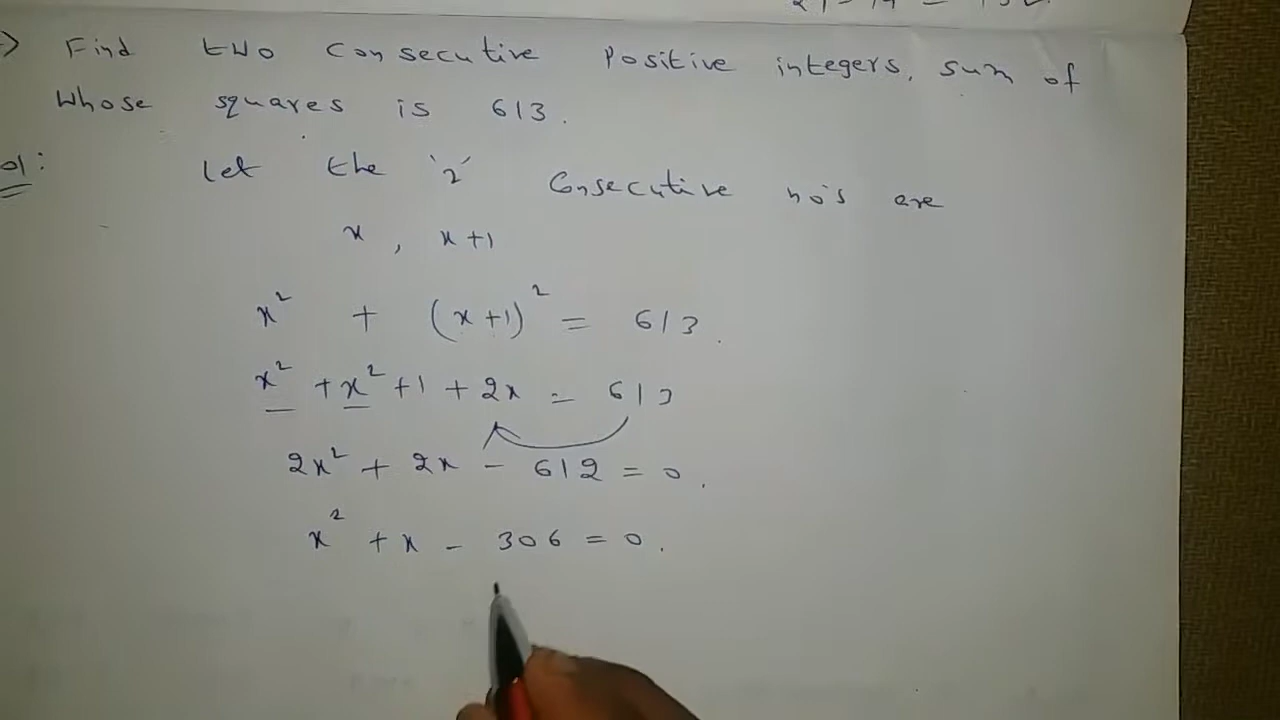 Find two consecutive Positive integers, sum of
whose squares is 613.
Let the '2' Consecutive no's are
x, x+1
x² + (x+1)² = 613.
x² + x² + 1 + 2x = 613
2x² + 2x - 612 = 0.
x² + x - 306 = 0.